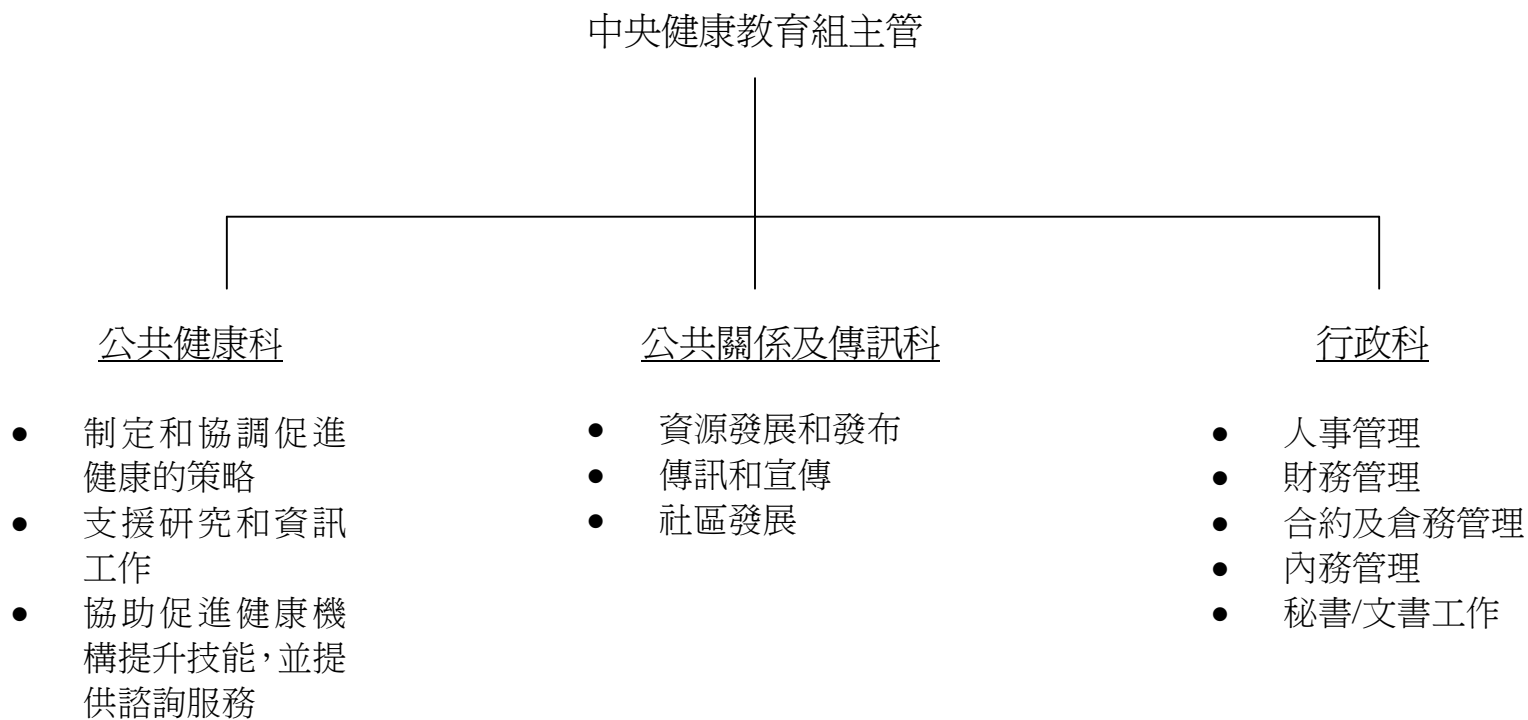 中央健康教育組主管
公共健康科
● 制定和協調促進
健康的策略
● 支援研究和資訊
工作
● 協助促進健康機
構提升技能，並提
供諮詢服務
公共關係及傳訊科
● 資源發展和發布
● 傳訊和宣傳
● 社區發展
行政科
● 人事管理
● 財務管理
● 合約及倉務管理
● 內務管理
● 秘書/文書工作